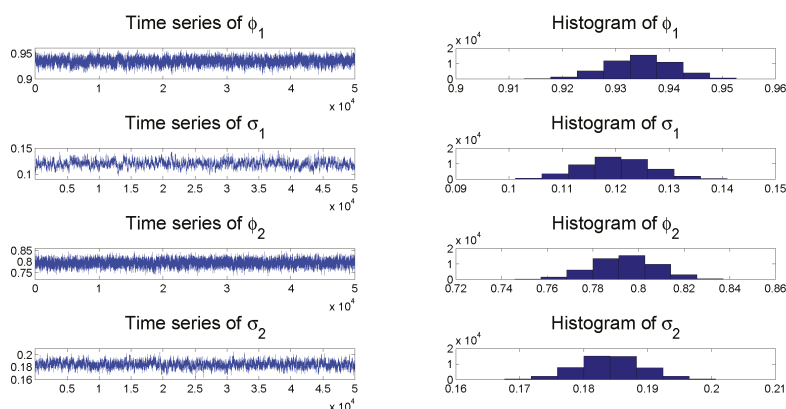 Time series of ϕ1
0.95
0.9
0 1 2 3 4 5
x 10^4
Histogram of ϕ1
x 10^4
2
1
0
0.9 0.91 0.92 0.93 0.94 0.95 0.96
Time series of σ1
0.15
0.1
0.5 1 1.5 2 2.5 3 3.5 4 4.5 5
x 10^4
Histogram of σ1
x 10^4
2
1
0
0.09 0.1 0.11 0.12 0.13 0.14 0.15
Time series of ϕ2
0.85
0.8
0.75
0 1 2 3 4 5
x 10^4
Histogram of ϕ2
x 10^4
2
1
0
0.72 0.74 0.76 0.78 0.8 0.82 0.84 0.86
Time series of σ2
0.2
0.18
0.16
0.5 1 1.5 2 2.5 3 3.5 4 4.5 5
x 10^4
Histogram of σ2
x 10^4
2
1
0
0.16 0.17 0.18 0.19 0.2 0.21